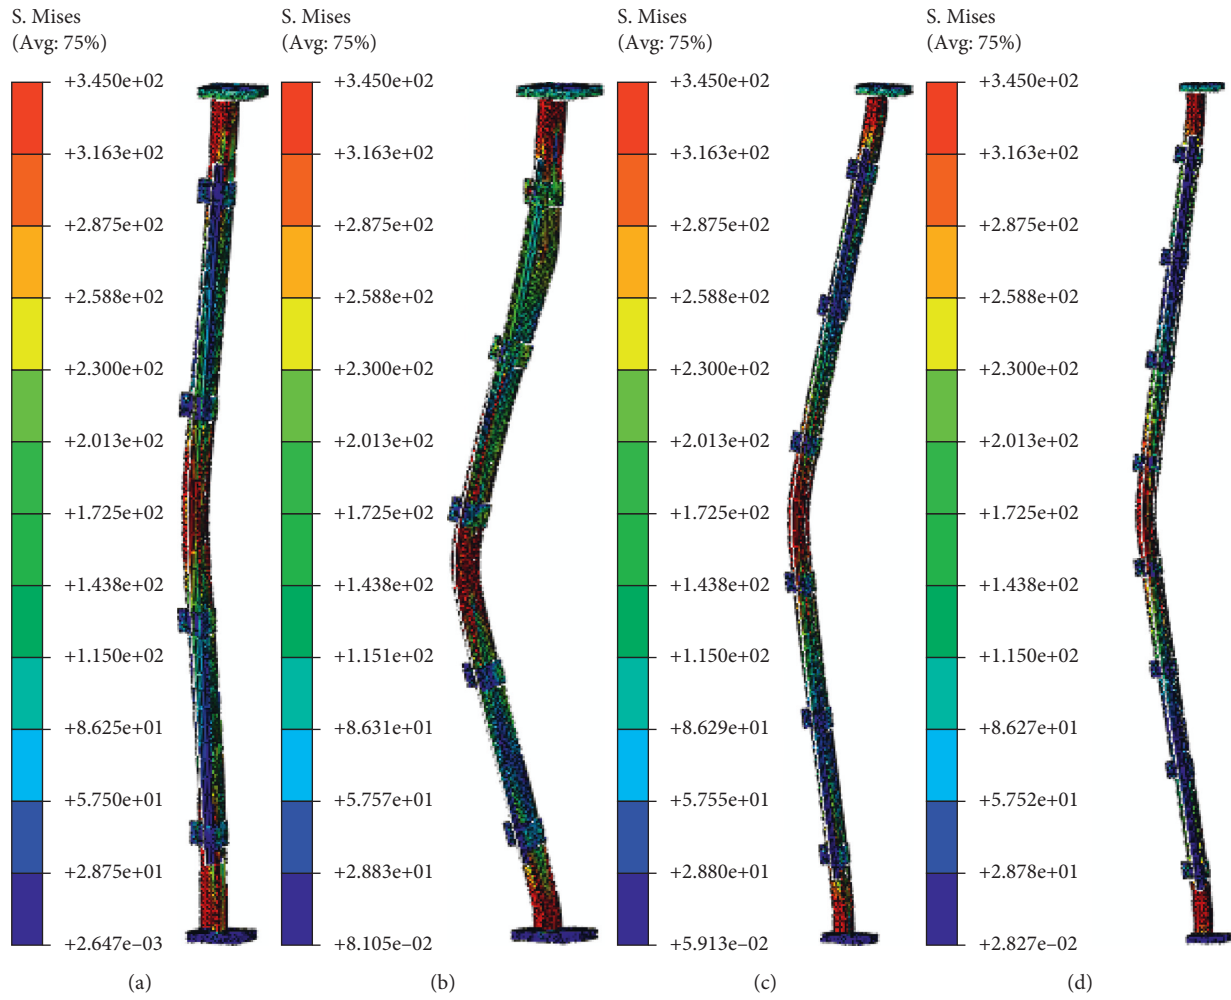 S. Mises
(Avg: 75%)
+3.450e+02
+3.163e+02
+2.875e+02
+2.588e+02
+2.300e+02
+2.013e+02
+1.725e+02
+1.438e+02
+1.150e+02
+8.625e+01
+5.750e+01
+2.875e+01
+2.647e−03
(a)
S. Mises
(Avg: 75%)
+3.450e+02
+3.163e+02
+2.875e+02
+2.588e+02
+2.300e+02
+2.013e+02
+1.725e+02
+1.438e+02
+1.151e+02
+8.631e+01
+5.757e+01
+2.883e+01
+8.105e−02
(b)
S. Mises
(Avg: 75%)
+3.450e+02
+3.163e+02
+2.875e+02
+2.588e+02
+2.300e+02
+2.013e+02
+1.725e+02
+1.438e+02
+1.150e+02
+8.629e+01
+5.755e+01
+2.880e+01
+5.913e−02
(c)
S. Mises
(Avg: 75%)
+3.450e+02
+3.163e+02
+2.875e+02
+2.588e+02
+2.300e+02
+2.013e+02
+1.725e+02
+1.438e+02
+1.150e+02
+8.627e+01
+5.752e+01
+2.878e+01
+2.827e−02
(d)